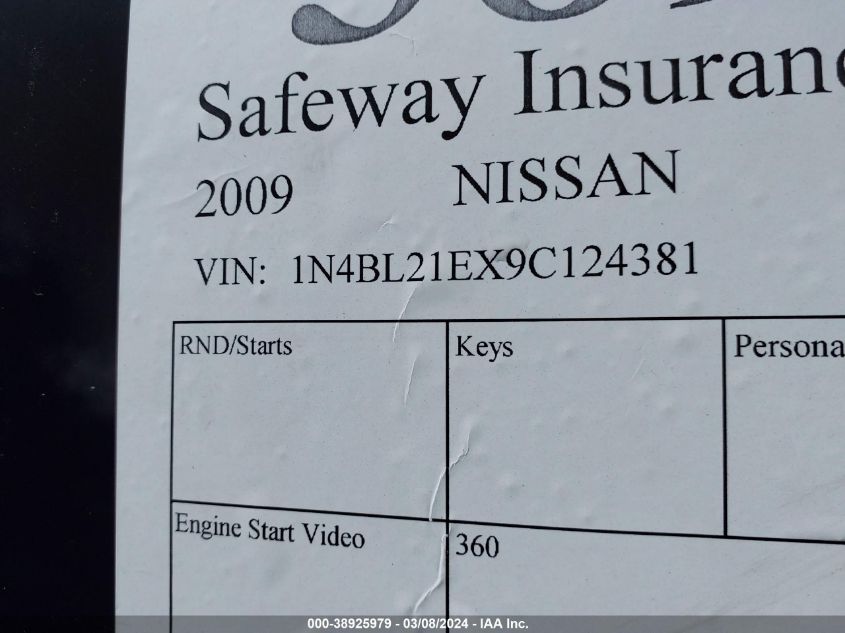 Safeway Insuranc
2009 NISSAN
VIN: 1N4BL21EX9C124381
RND/Starts Keys Persona
Engine Start Video 360
000-38925979 - 03/08/2024 - IAA Inc.